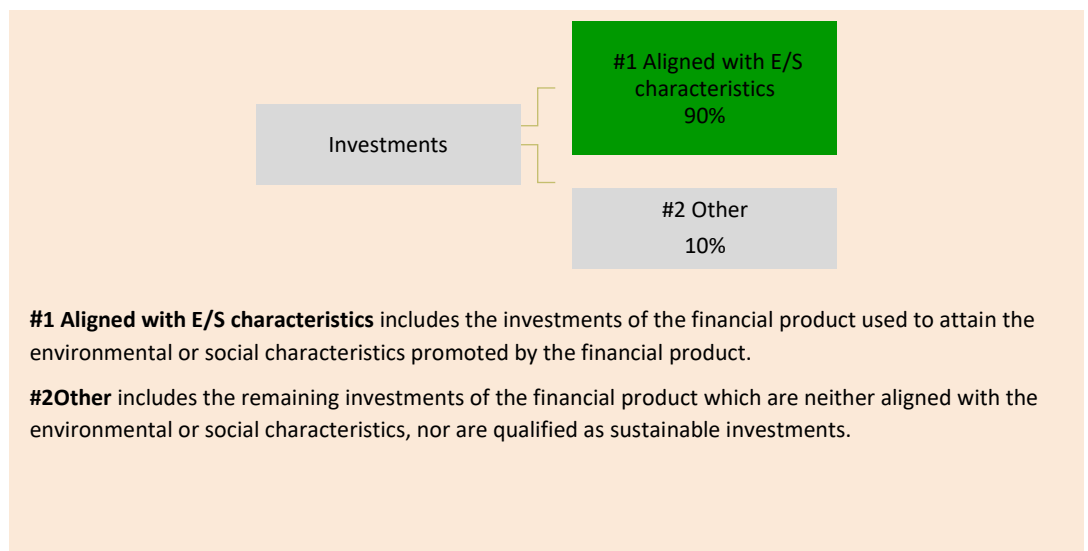 #1 Aligned with E/S
characteristics
90%
Investments
#2 Other
10%
#1 Aligned with E/S characteristics includes the investments of the financial product used to attain the
environmental or social characteristics promoted by the financial product.
#2Other includes the remaining investments of the financial product which are neither aligned with the
environmental or social characteristics, nor are qualified as sustainable investments.